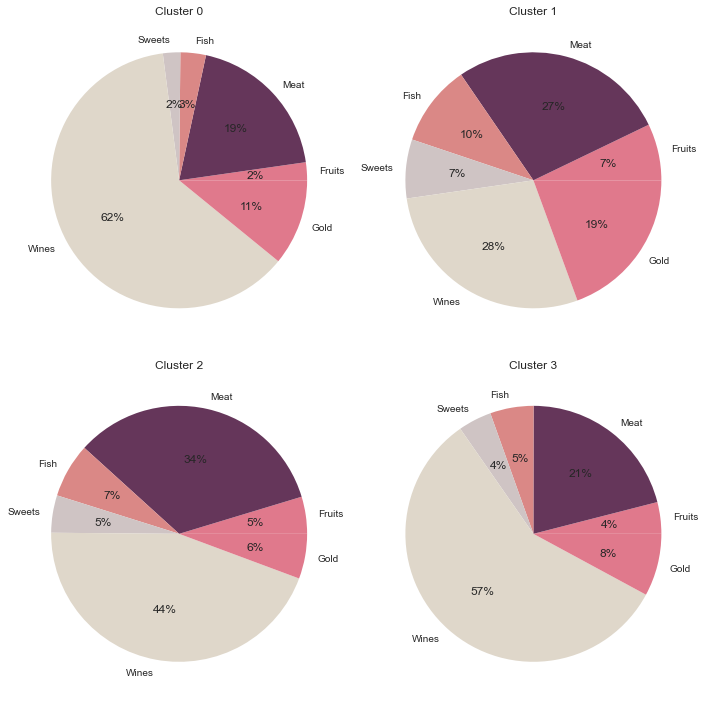 Cluster 0
Sweets
Fish
Meat
2%
3%
19%
Fruits
2%
11%
Gold
62%
Wines
Cluster 1
Meat
Fish
27%
10%
Fruits
7%
Sweets
7%
19%
28%
Gold
Wines
Cluster 2
Meat
Fish
34%
7%
Sweets
5%
5%
Fruits
6%
Gold
44%
Wines
Cluster 3
Fish
Sweets
Meat
5%
4%
21%
Fruits
4%
8%
Gold
57%
Wines